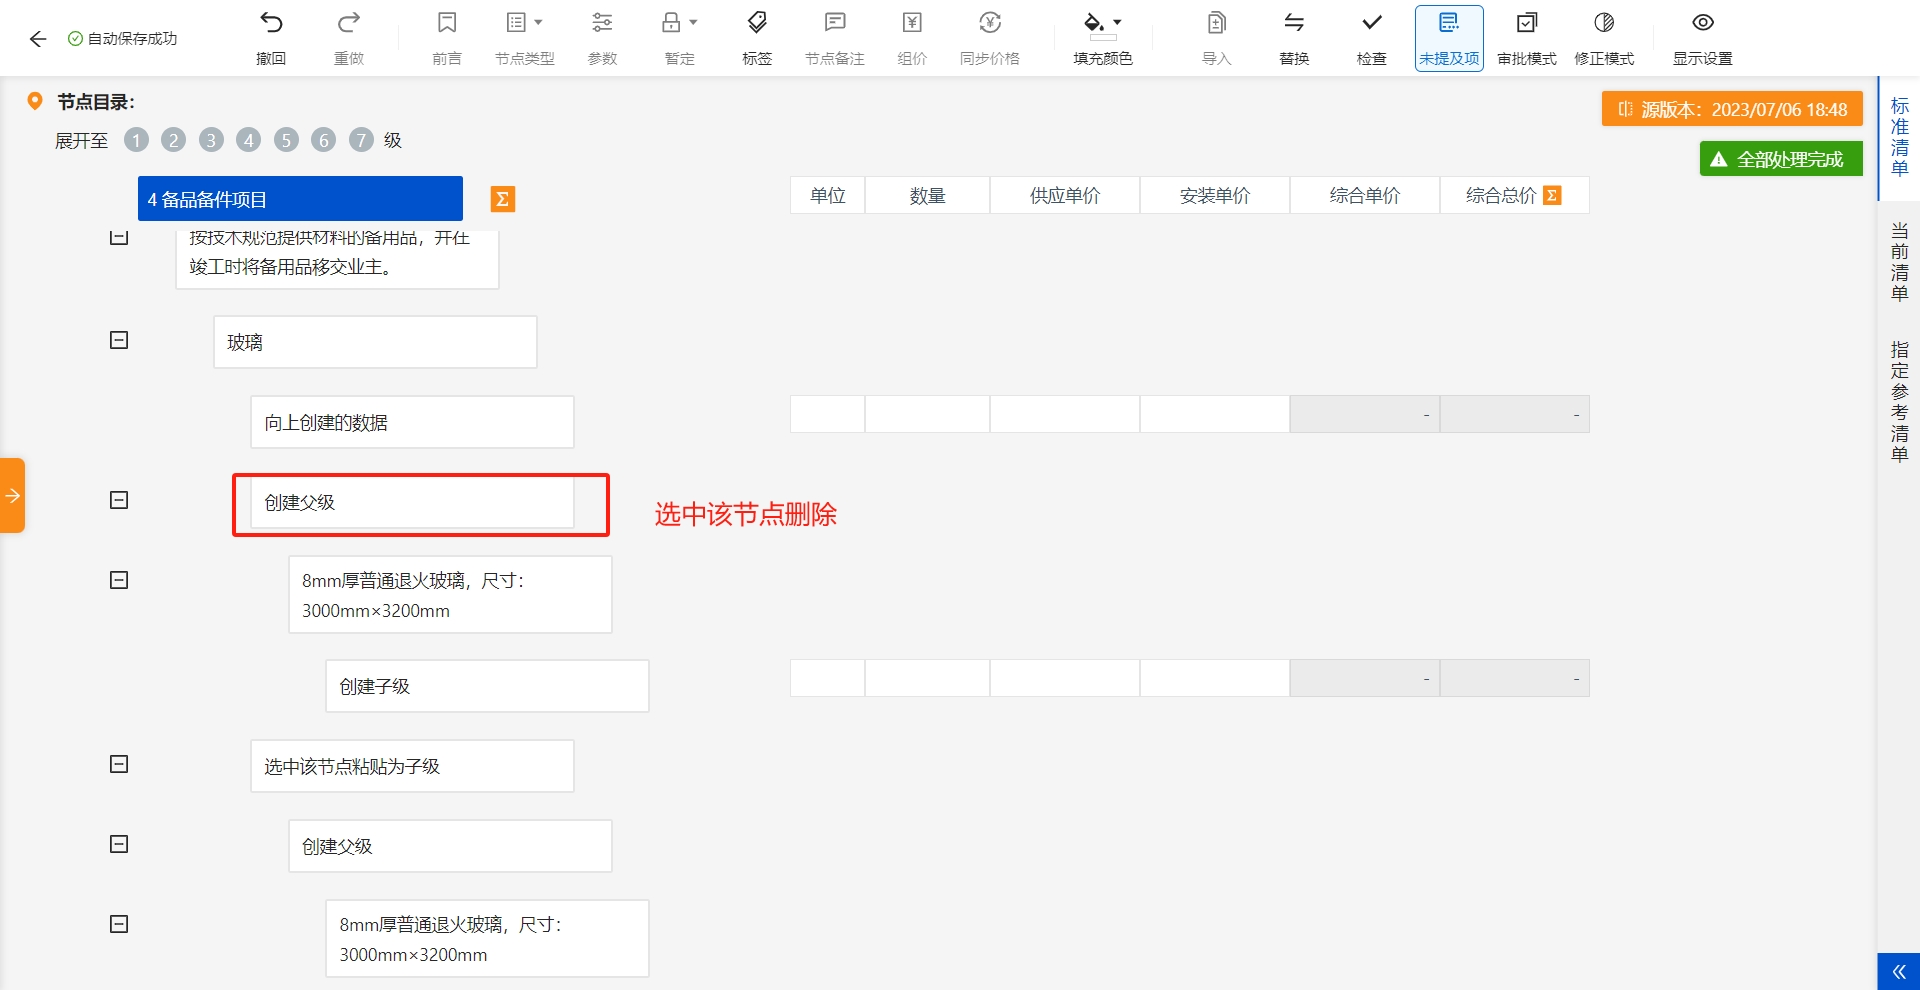 自动保存成功
撤回
重做
前言
节点类型
参数
暂定
标签
节点备注
组价
同步价格
填充颜色
导入
替换
检查
未提及项
审批模式
修正模式
显示设置
节点目录：
源版本：2023/07/06 18:48
展开至 1 2 3 4 5 6 7 级
全部处理完成
4 备品备件项目
Σ
单位
数量
供应单价
安装单价
综合单价
综合总价 Σ
按技术规范提供材料的备用品，并在
竣工时将备用品移交业主。
玻璃
向上创建的数据
-
-
创建父级
选中该节点删除
8mm厚普通退火玻璃，尺寸：
3000mm×3200mm
创建子级
-
-
选中该节点粘贴为子级
创建父级
8mm厚普通退火玻璃，尺寸：
3000mm×3200mm
标准清单
当前清单
指定参考清单